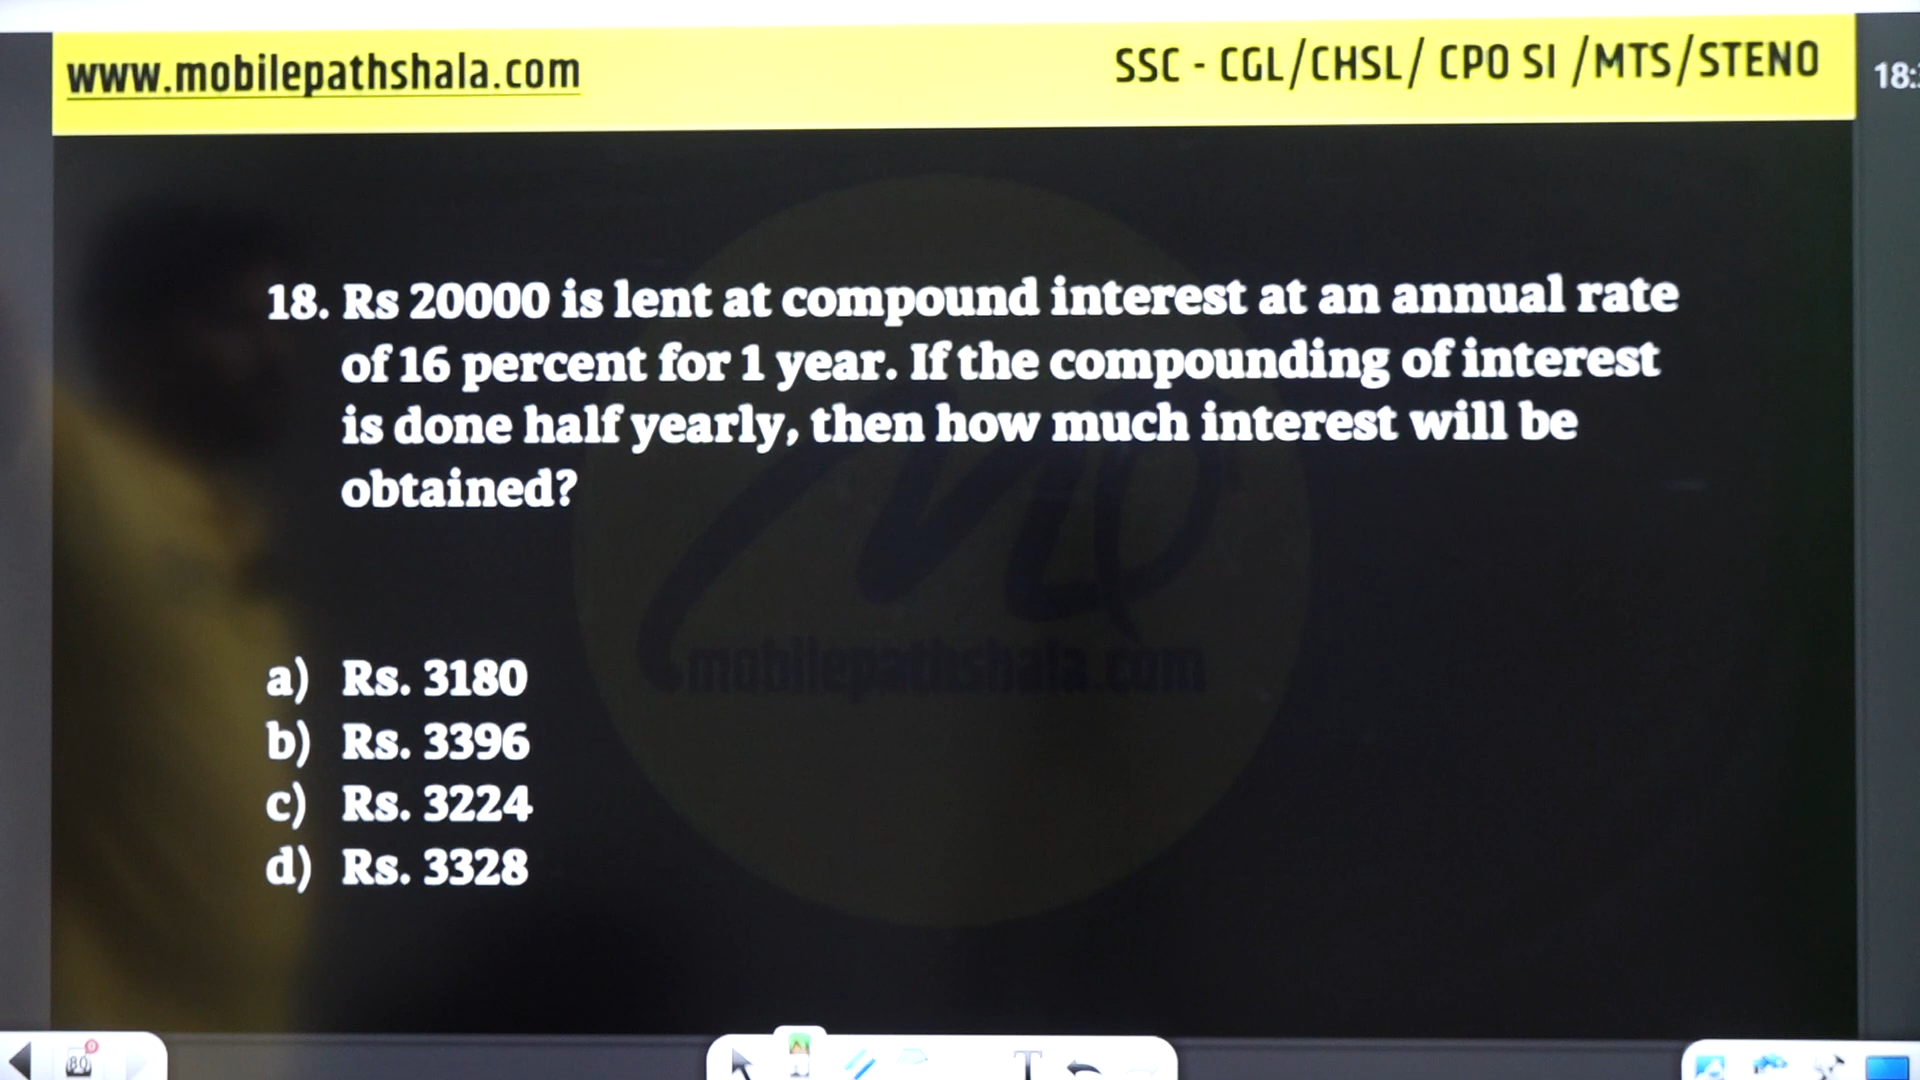 www.mobilepathshala.com
SSC - CGL/CHSL/ CPO SI /MTS/STENO
18. Rs 20000 is lent at compound interest at an annual rate
of 16 percent for 1 year. If the compounding of interest
is done half yearly, then how much interest will be
obtained?
mobilepathshala.com
a) Rs. 3180
b) Rs. 3396
c) Rs. 3224
d) Rs. 3328
80
T